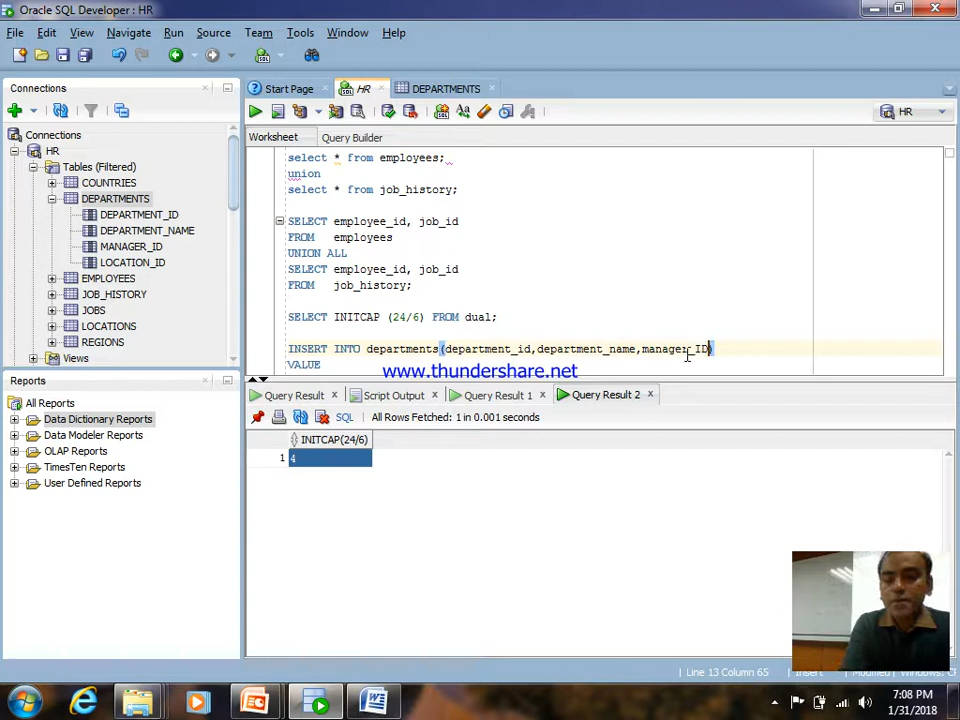 Oracle SQL Developer : HR
File Edit View Navigate Run Source Team Tools Window Help
Connections
Start Page HR DEPARTMENTS
HR
Worksheet Query Builder
Connections
HR
Tables (Filtered)
COUNTRIES
DEPARTMENTS
DEPARTMENT_ID
DEPARTMENT_NAME
MANAGER_ID
LOCATION_ID
EMPLOYEES
JOB_HISTORY
JOBS
LOCATIONS
REGIONS
Views
select * from employees;
union
select * from job_history;
SELECT employee_id, job_id
FROM employees
UNION ALL
SELECT employee_id, job_id
FROM job_history;
SELECT INITCAP (24/6) FROM dual;
INSERT INTO departments(department_id,department_name,manager_ID)
VALUE
www.thundershare.net
Reports
All Reports
Data Dictionary Reports
Data Modeler Reports
OLAP Reports
TimesTen Reports
User Defined Reports
Query Result Script Output Query Result 1 Query Result 2
SQL All Rows Fetched: 1 in 0.001 seconds
INITCAP(24/6)
1 4
Line 13 Column 65 Insert Modified Windows: CF
7:08 PM
1/31/2018